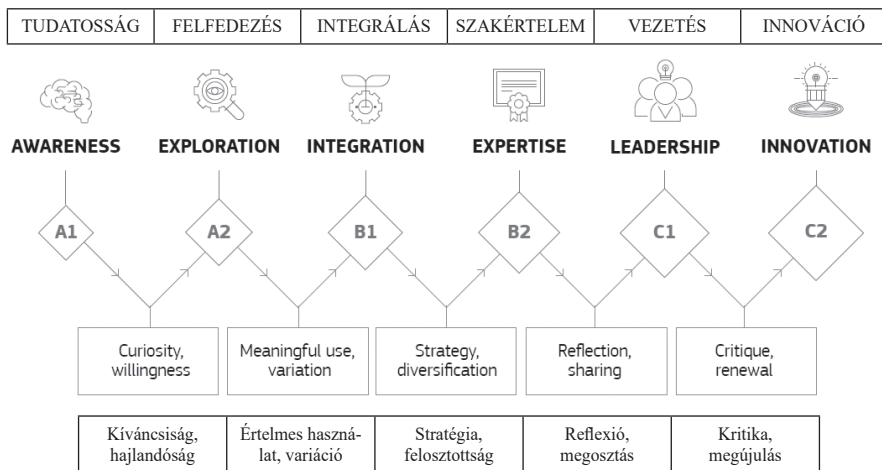 TUDATOSSÁG FELFEDEZÉS INTEGRÁLÁS SZAKÉRTELEM VEZETÉS INNOVÁCIÓ
AWARENESS EXPLORATION INTEGRATION EXPERTISE LEADERSHIP INNOVATION
A1 A2 B1 B2 C1 C2
Curiosity,
willingness
Meaningful use,
variation
Strategy,
diversification
Reflection,
sharing
Critique,
renewal
Kíváncsiság,
hajlandóság
Értelmes haszná-
lat, variáció
Stratégia,
felosztottság
Reflexió,
megosztás
Kritika,
megújulás